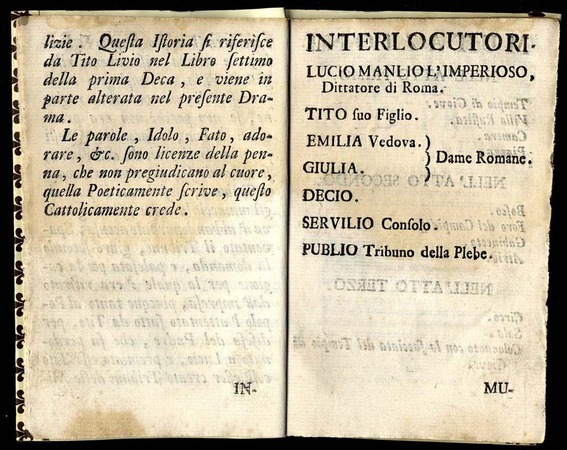 lizie. Queſta Iſtoria ſi riferiſce
da Tito Livio nel Libro ſettimo
della prima Deca, e viene in
parte alterata nel preſente Dra-
ma.
Le parole, Idolo, Fato, ado-
rare, &c. ſono licenze della pen-
na, che non pregiudicano al cuore,
quella Poeticamente ſcrive, queſto
Cattolicamente crede.
IN-
INTERLOCUTORI.
LUCIO MANLIO L'IMPERIOSO,
Dittatore di Roma.
TITO ſuo Figlio.
EMILIA Vedova.)
GIULIA. ) Dame Romane.
DECIO.
SERVILIO Conſolo.
PUBLIO Tribuno della Plebe.
MU-